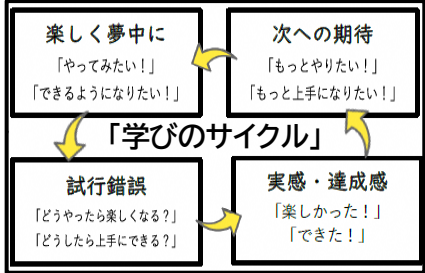 楽しく夢中に
「やってみたい！」
「できるようになりたい！」
次への期待
「もっとやりたい！」
「もっと上手になりたい！」
「学びのサイクル」
試行錯誤
「どうやったら楽しくなる？」
「どうしたら上手にできる？」
実感・達成感
「楽しかった！」
「できた！」